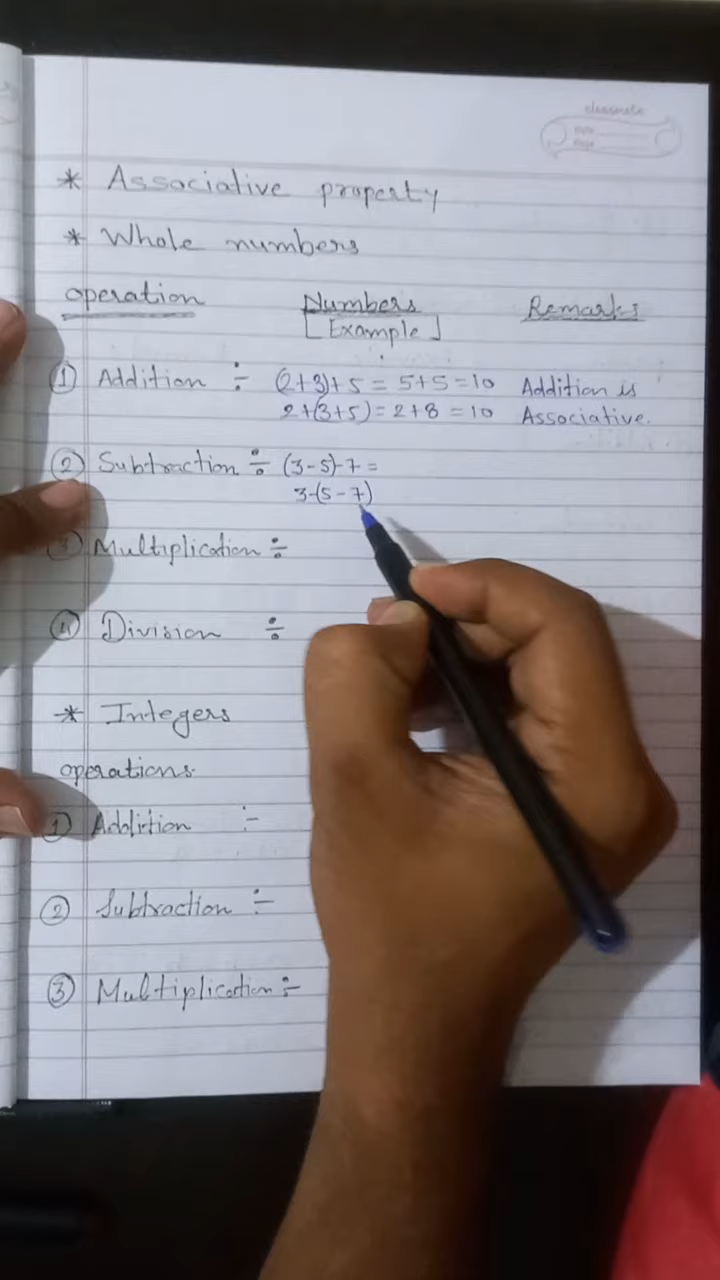 classmate
* Associative property
* Whole numbers
operation Numbers Remarks
[Example]
① Addition ÷ (2+3)+5 = 5+5 = 10 Addition is
2+(3+5) = 2+8 = 10 Associative.
② Subtraction ÷ (3-5)-7 =
3-(5-7)
③ Multiplication ÷
④ Division ÷
* Integers
operations.
① Addition :-
② Subtraction ÷
③ Multiplication ÷